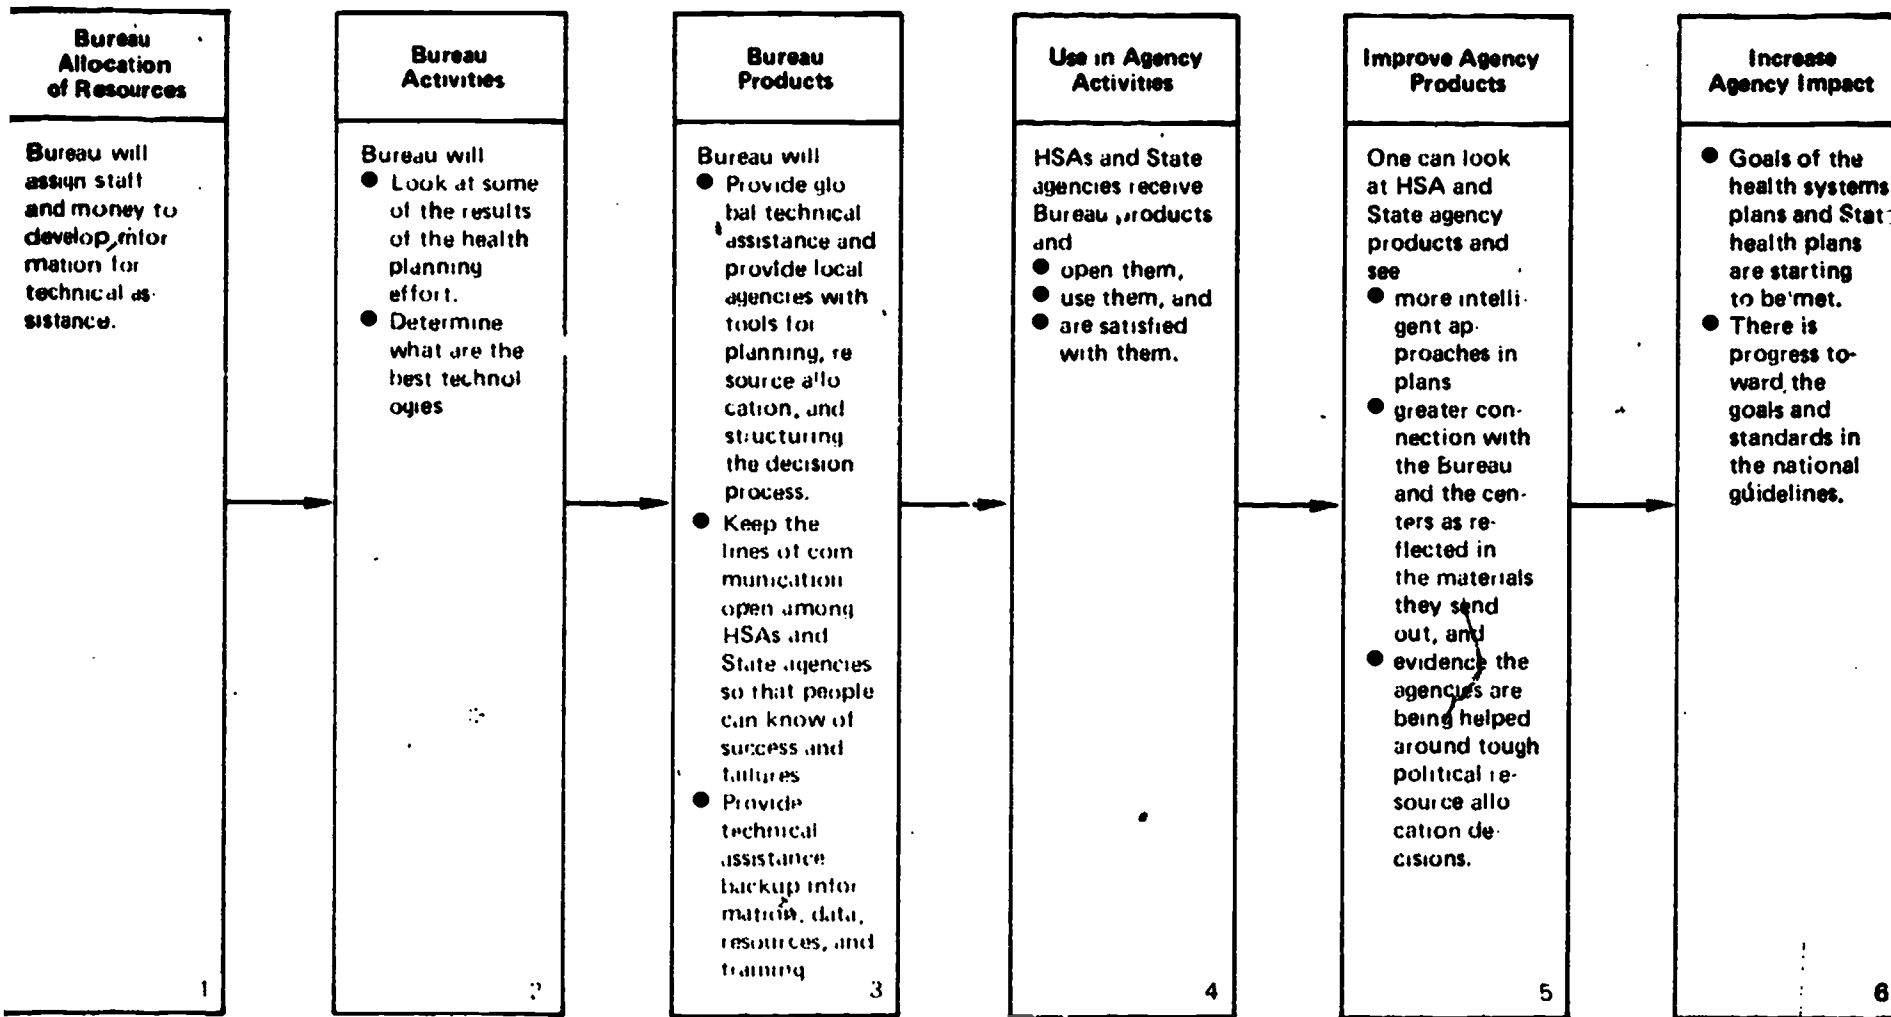 Bureau
Allocation
of Resources
Bureau will
assign staff
and money to
develop infor
mation for
technical as-
sistance.
1
Bureau
Activities
Bureau will
● Look at some
of the results
of the health
planning
effort.
● Determine
what are the
best technol
ogies
2
Bureau
Products
Bureau will
● Provide glo
bal technical
assistance and
provide local
agencies with
tools for
planning, re
source allo
cation, and
structuring
the decision
process.
● Keep the
lines of com
munication
open among
HSAs and
State agencies
so that people
can know of
success and
failures
● Provide
technical
assistance
backup infor
mation, data,
resources, and
training
3
Use in Agency
Activities
HSAs and State
agencies receive
Bureau products
and
● open them,
● use them, and
● are satisfied
with them.
4
Improve Agency
Products
One can look
at HSA and
State agency
products and
see
● more intelli-
gent ap-
proaches in
plans
● greater con-
nection with
the Bureau
and the cen-
ters as re-
flected in
the materials
they send
out, and
● evidence the
agencies are
being helped
around tough
political re-
source allo
cation de-
cisions.
5
Increase
Agency Impact
● Goals of the
health systems
plans and Stat
health plans
are starting
to be met.
● There is
progress to-
ward the
goals and
standards in
the national
guidelines.
6